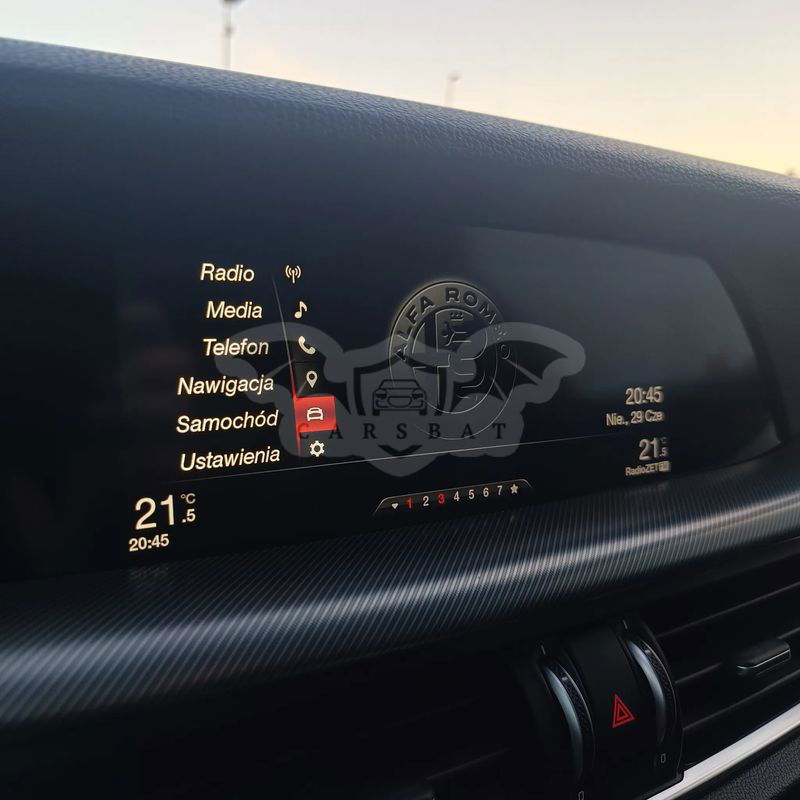 Radio
Media
Telefon
Nawigacja
Samochód
Ustawienia
21.5 °C
20:45
ALFA ROMEO
CARSBAT
1 2 3 4 5 6 7
20:45
Nie., 29 Cze
21.5 °C
RadioZET